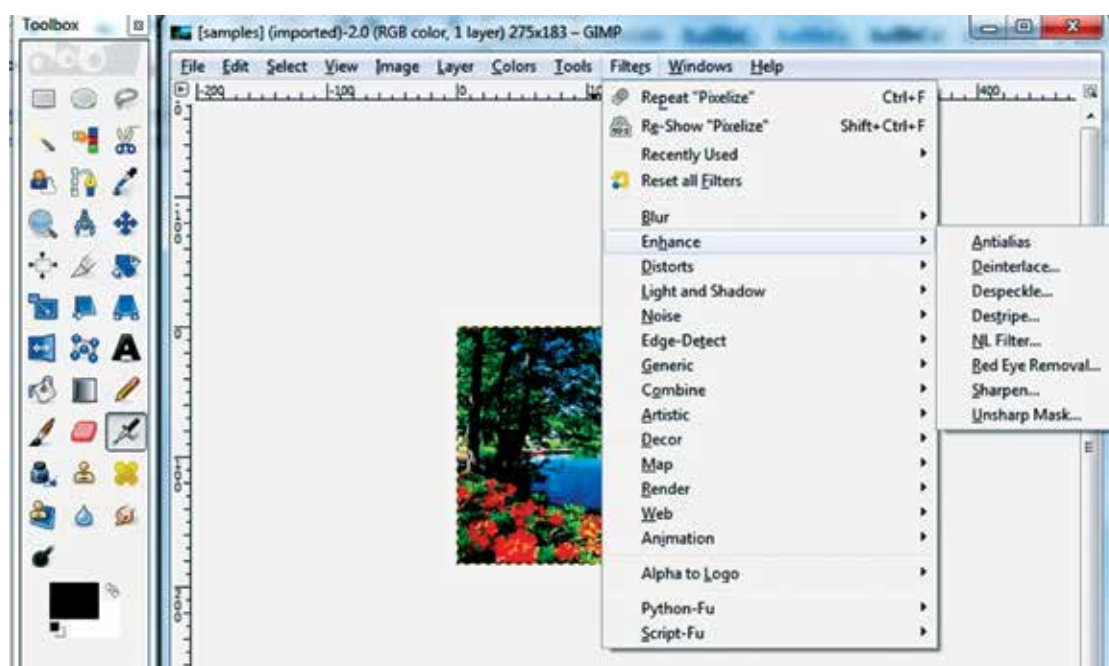 Toolbox
[samples] (imported)-2.0 (RGB color, 1 layer) 275x183 – GIMP
File Edit Select View Image Layer Colors Tools Filters Windows Help
-200 -100 0
Repeat "Pixelize" Ctrl+F
Re-Show "Pixelize" Shift+Ctrl+F
Recently Used
Reset all Filters
Blur
Enhance
Distorts
Light and Shadow
Noise
Edge-Detect
Generic
Combine
Artistic
Decor
Map
Render
Web
Animation
Alpha to Logo
Python-Fu
Script-Fu
Antialias
Deinterlace...
Despeckle...
Destripe...
NL Filter...
Red Eye Removal...
Sharpen...
Unsharp Mask...